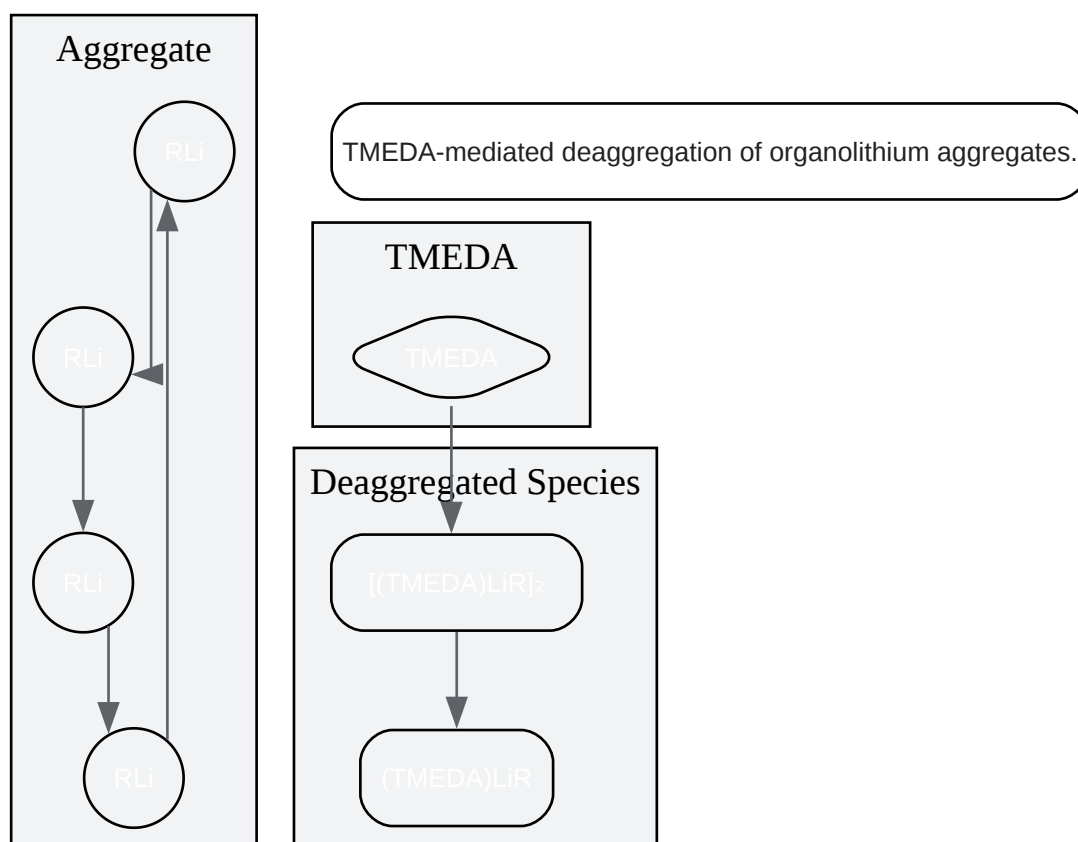 Aggregate
RLi
RLi
RLi
RLi
TMEDA-mediated deaggregation of organolithium aggregates.
TMEDA
TMEDA
Deaggregated Species
[(TMEDA)LiR]₂
(TMEDA)LiR